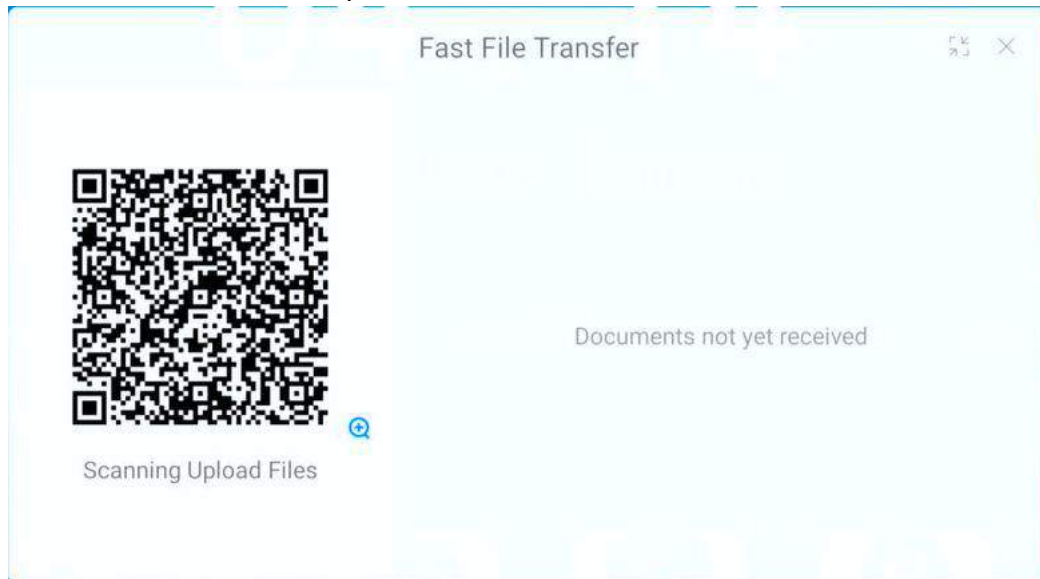 Fast File Transfer
Documents not yet received
Scanning Upload Files